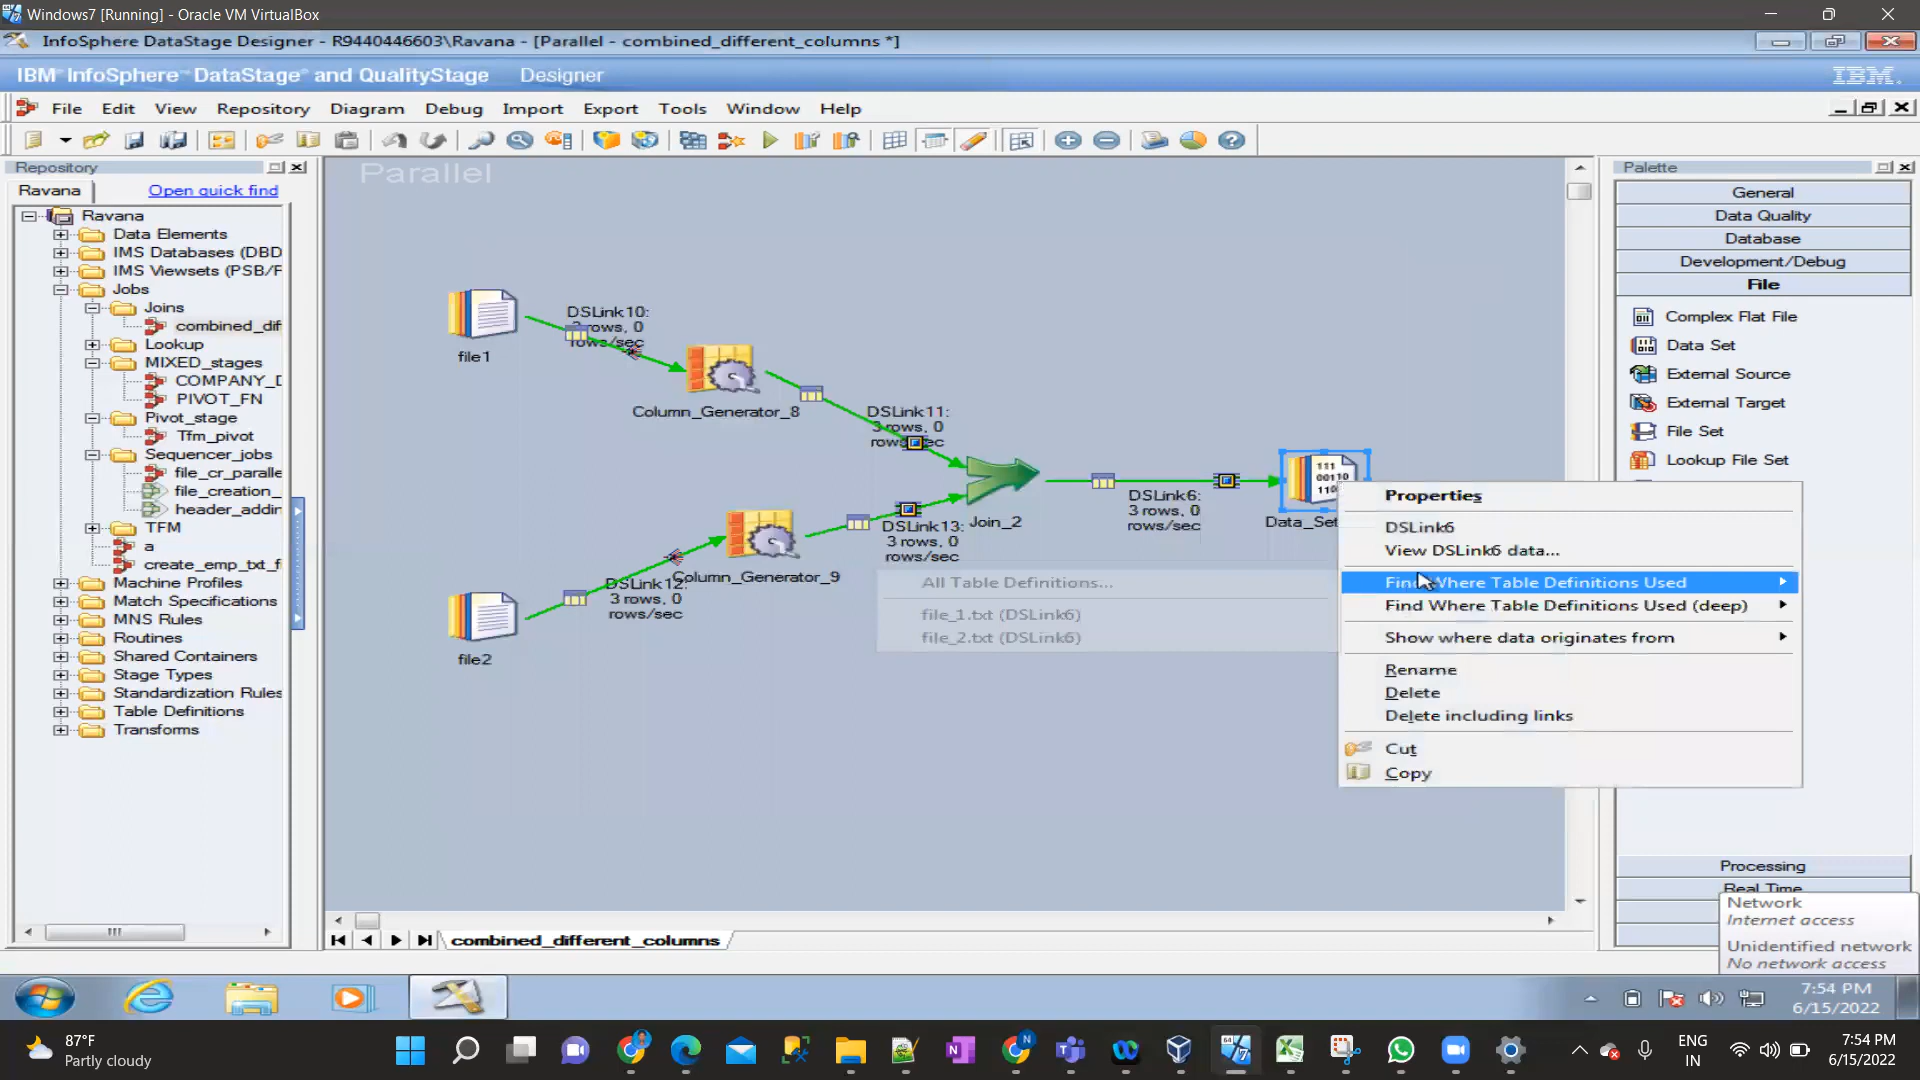 Windows7 [Running] - Oracle VM VirtualBox
InfoSphere DataStage Designer - R9440446603\Ravana - [Parallel - combined_different_columns *]
IBM InfoSphere DataStage and QualityStage Designer
IBM.
File Edit View Repository Diagram Debug Import Export Tools Window Help
Repository
Ravana Open quick find
Ravana
Data Elements
IMS Databases (DBD
IMS Viewsets (PSB/F
Jobs
Joins
combined_dif
Lookup
MIXED_stages
COMPANY_D
PIVOT_FN
Pivot_stage
Tfm_pivot
Sequencer_jobs
file_cr_paralle
file_creation_
header_addin
TFM
a
create_emp_txt_f
Machine Profiles
Match Specifications
MNS Rules
Routines
Shared Containers
Stage Types
Standardization Rules
Table Definitions
Transforms
Parallel
file1
DSLink10:
3 rows, 0
rows/sec
Column_Generator_8
DSLink11:
3 rows, 0
rows/sec
Join_2
DSLink6:
3 rows, 0
rows/sec
Data_Set
DSLink13:
3 rows, 0
rows/sec
Column_Generator_9
DSLink12:
3 rows, 0
rows/sec
file2
All Table Definitions...
file_1.txt (DSLink6)
file_2.txt (DSLink6)
Properties
DSLink6
View DSLink6 data...
Find Where Table Definitions Used
Find Where Table Definitions Used (deep)
Show where data originates from
Rename
Delete
Delete including links
Cut
Copy
combined_different_columns
Palette
General
Data Quality
Database
Development/Debug
File
Complex Flat File
Data Set
External Source
External Target
File Set
Lookup File Set
Processing
Real Time
Network
Internet access
Unidentified network
No network access
7:54 PM
6/15/2022
87°F
Partly cloudy
ENG
IN
7:54 PM
6/15/2022